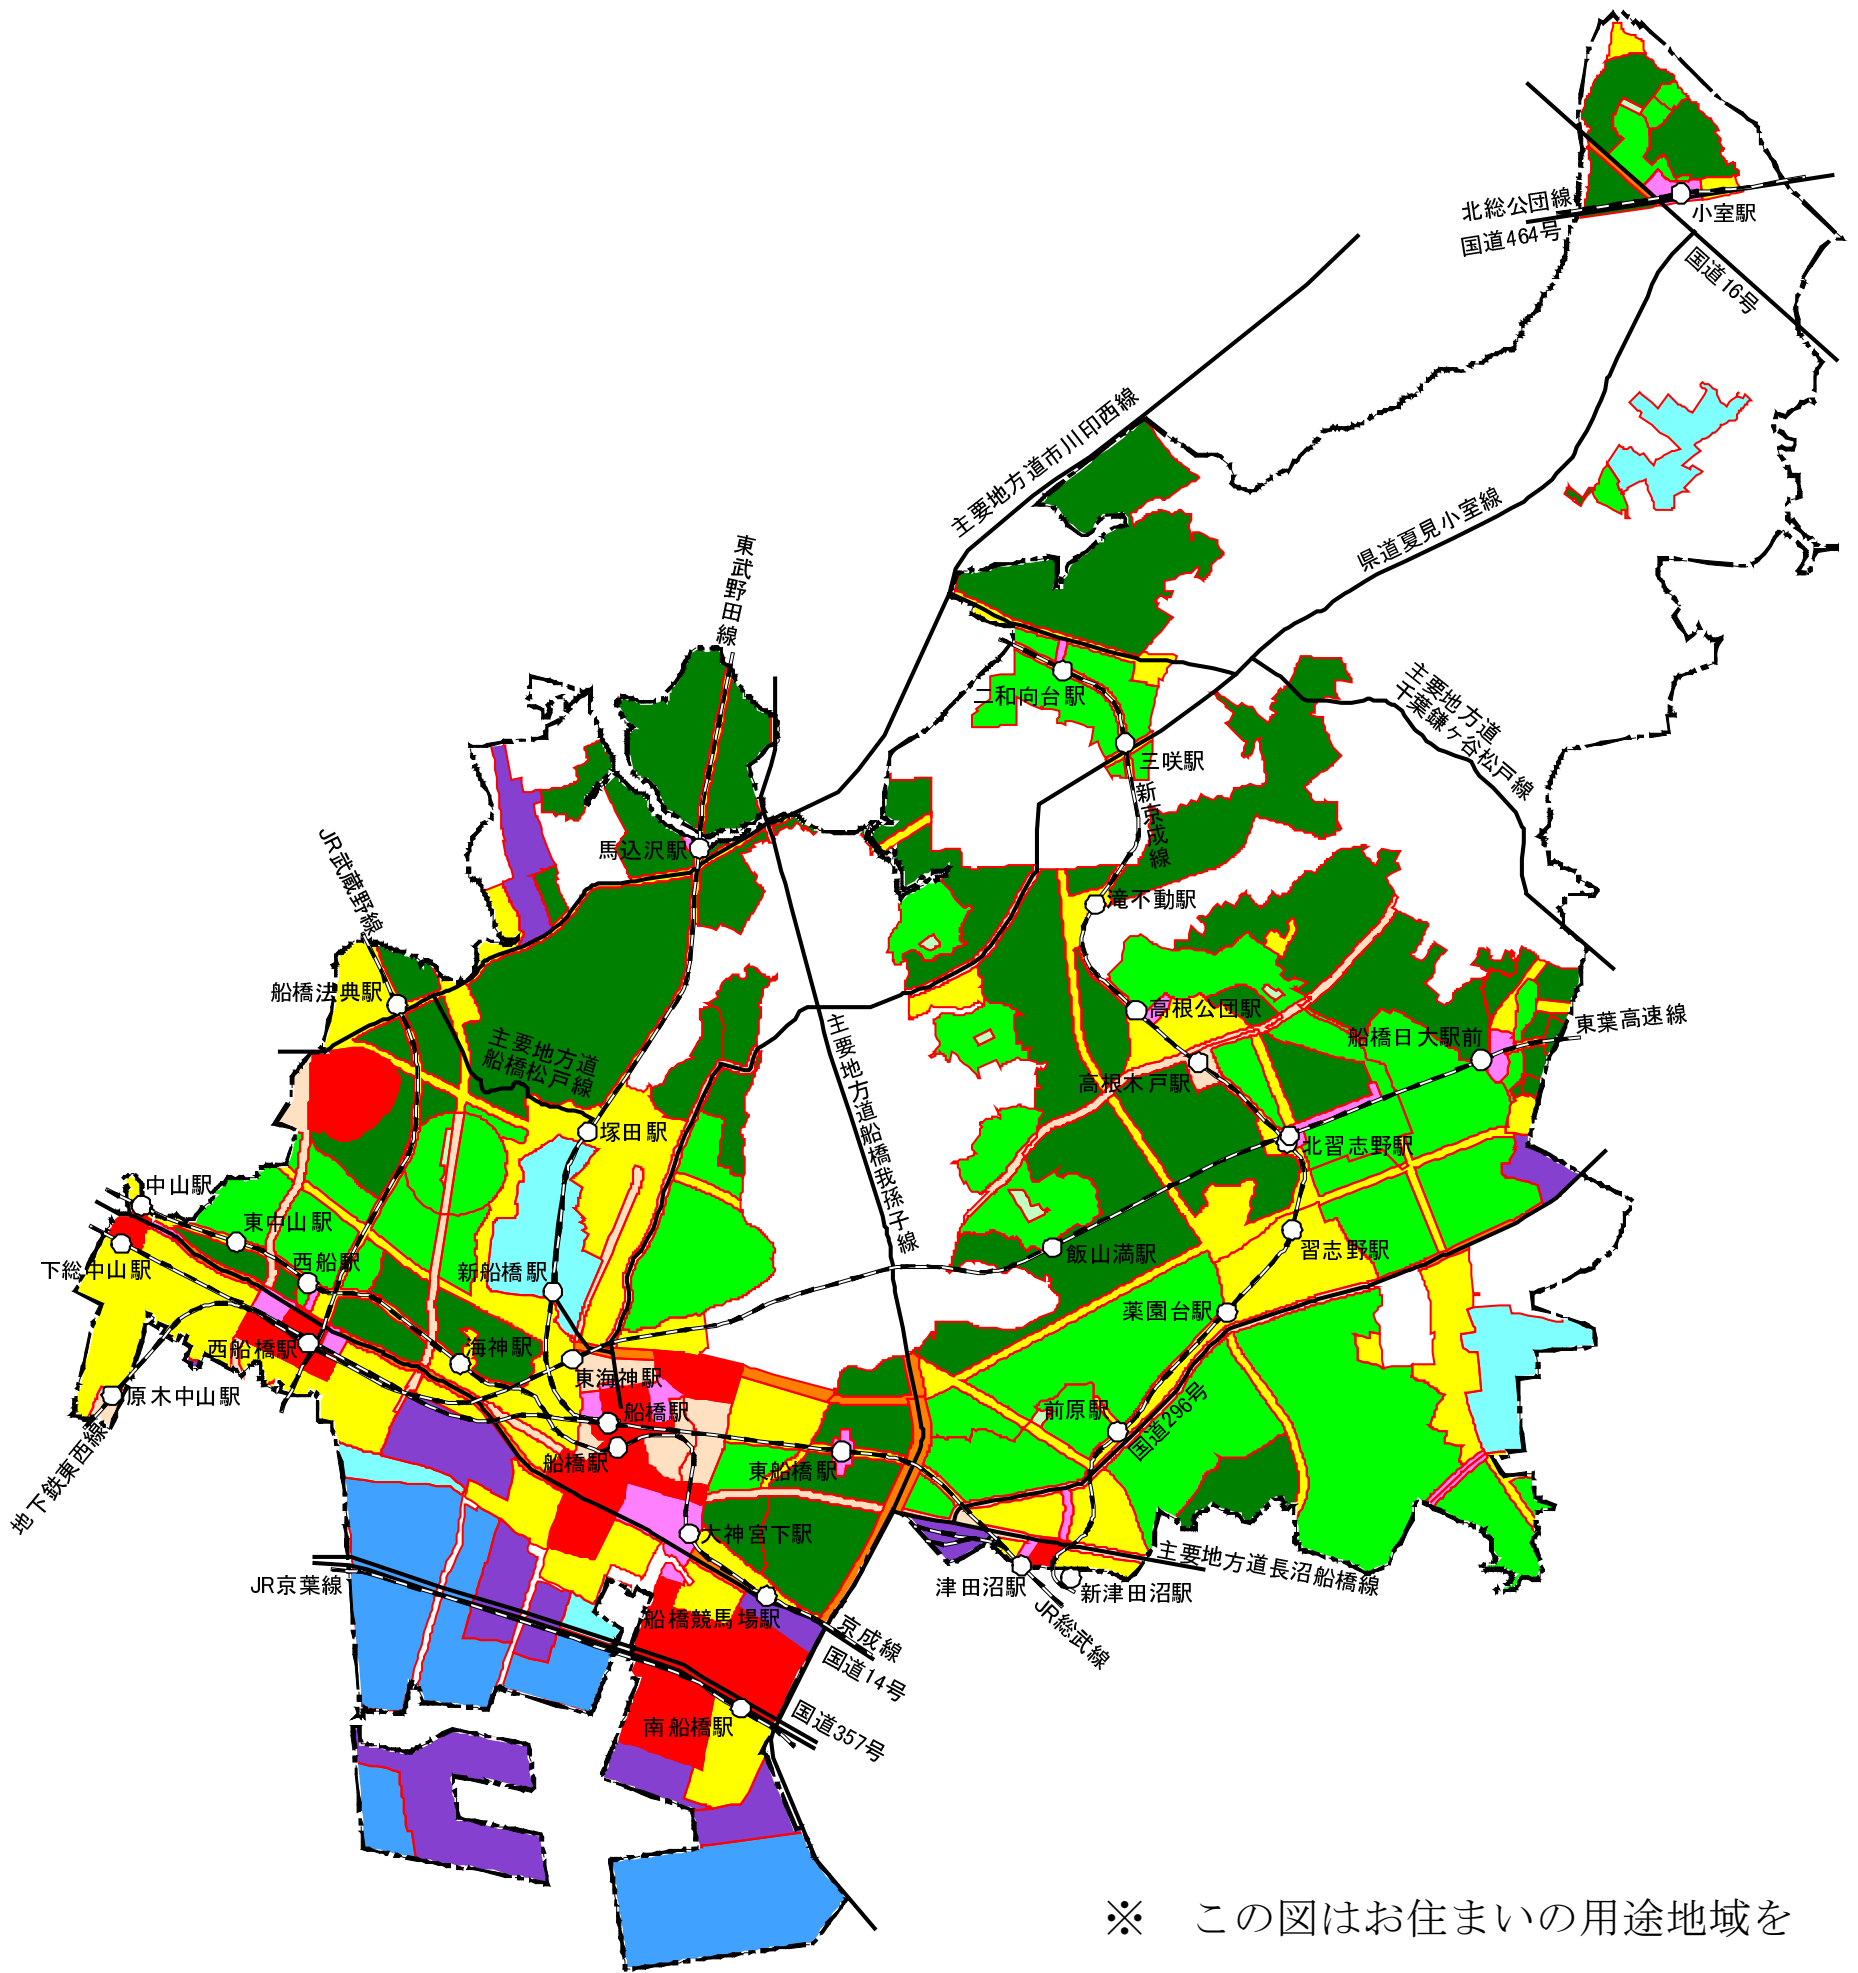 北総公団線
国道464号
小室駅
国道16号
主要地方道市川印西線
県道夏見小室線
東武野田線
二和向台駅
主要地方道
千葉鎌ヶ谷松戸線
三咲駅
新京成線
馬込沢駅
JR武蔵野線
滝不動駅
船橋法典駅
高根公団駅
船橋日大駅前
東葉高速線
主要地方道
船橋松戸線
主要地方道船橋我孫子線
高根木戸駅
塚田駅
北習志野駅
中山駅
東中山駅
西船駅
下総中山駅
新船橋駅
飯山満駅
習志野駅
薬園台駅
西船橋駅
海神駅
東海神駅
原木中山駅
船橋駅
船橋駅
前原駅
国道296号
地下鉄東西線
東船橋駅
大神宮下駅
主要地方道長沼船橋線
JR京葉線
津田沼駅
新津田沼駅
JR総武線
船橋競馬場駅
京成線
国道14号
南船橋駅
国道357号
※　この図はお住まいの用途地域を